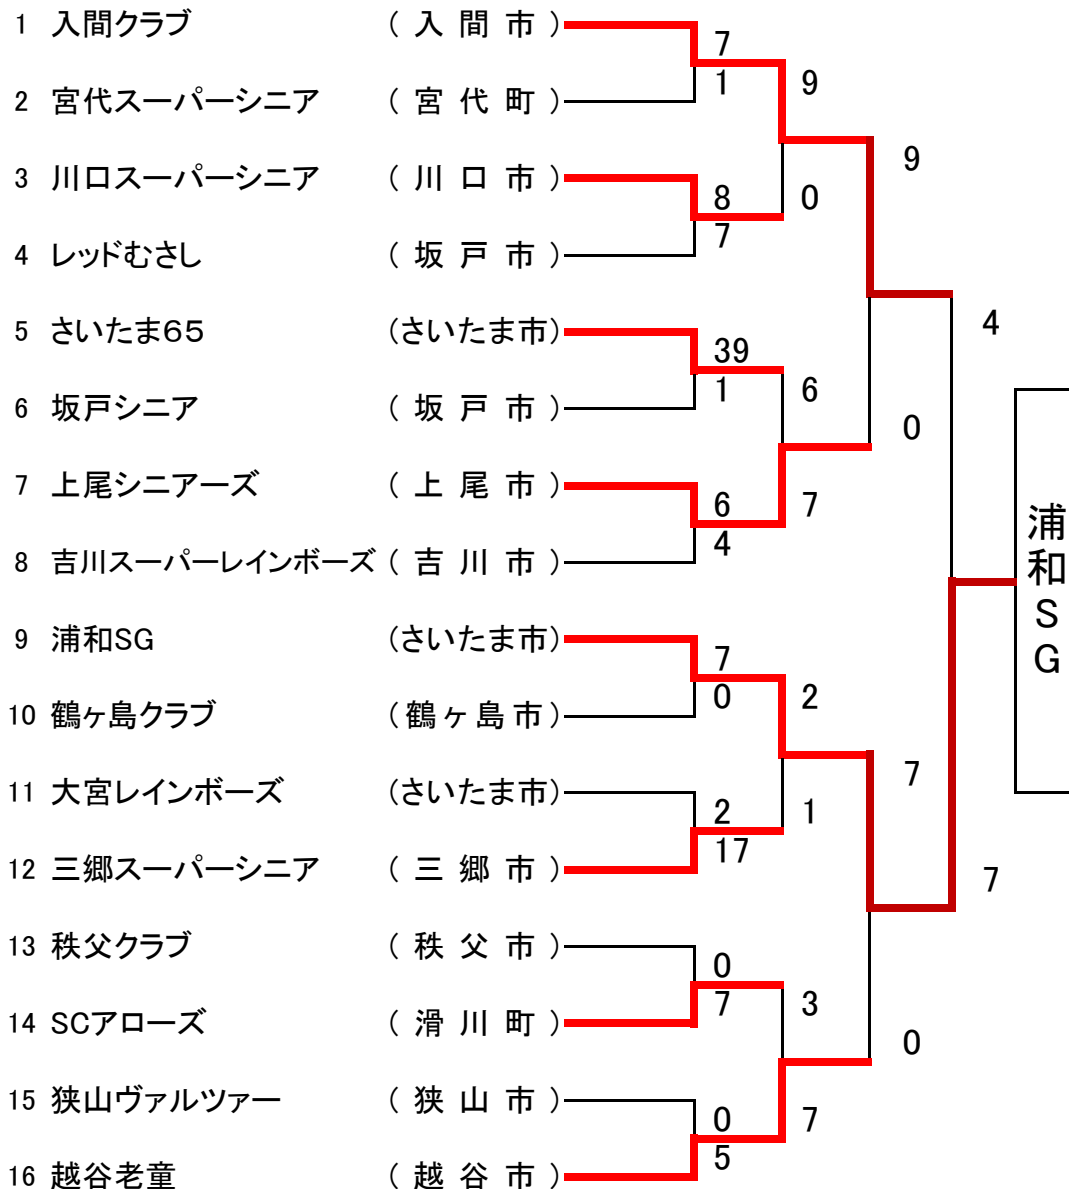 1 入間クラブ (入間市)
7
1
9
2 宮代スーパーシニア (宮代町)
9
3 川口スーパーシニア (川口市)
8
7
0
4 レッドむさし (坂戸市)
4
5 さいたま65 (さいたま市)
39
1
6
6 坂戸シニア (坂戸市)
0
7 上尾シニアーズ (上尾市)
6
4
7
8 吉川スーパーレインボーズ (吉川市)
浦和SG
9 浦和SG (さいたま市)
7
0
2
10 鶴ヶ島クラブ (鶴ヶ島市)
7
11 大宮レインボーズ (さいたま市)
2
17
1
12 三郷スーパーシニア (三郷市)
7
13 秩父クラブ (秩父市)
0
7
3
14 SCアローズ (滑川町)
0
15 狭山ヴァルツァー (狭山市)
0
5
7
16 越谷老童 (越谷市)